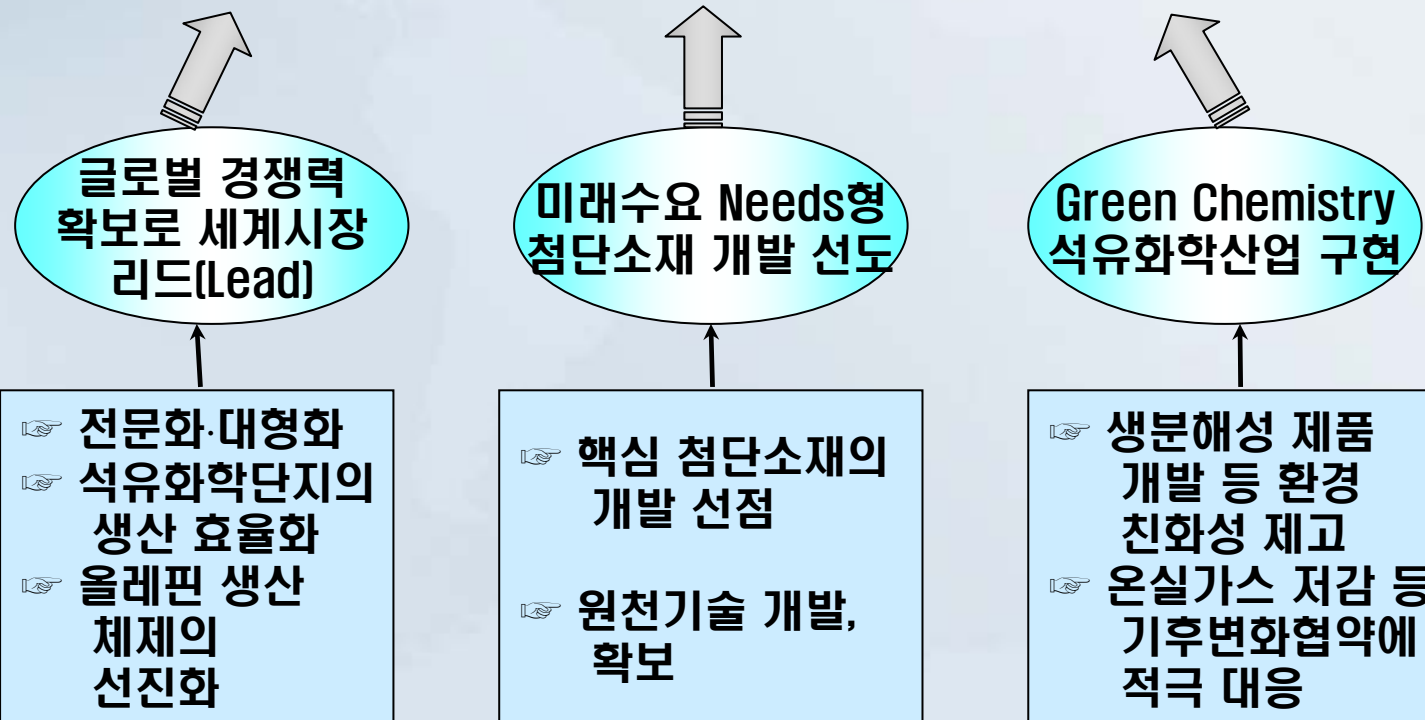 글로벌 경쟁력
확보로 세계시장
리드(Lead)
미래수요 Needs형
첨단소재 개발 선도
Green Chemistry
석유화학산업 구현
☞ 전문화·대형화
☞ 석유화학단지의
생산 효율화
☞ 올레핀 생산
체제의
선진화
☞ 핵심 첨단소재의
개발 선점
☞ 원천기술 개발,
확보
☞ 생분해성 제품
개발 등 환경
친화성 제고
☞ 온실가스 저감 등
기후변화협약에
적극 대응